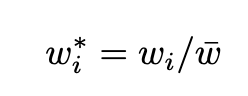 $w_i^* = w_i / \bar{w}$